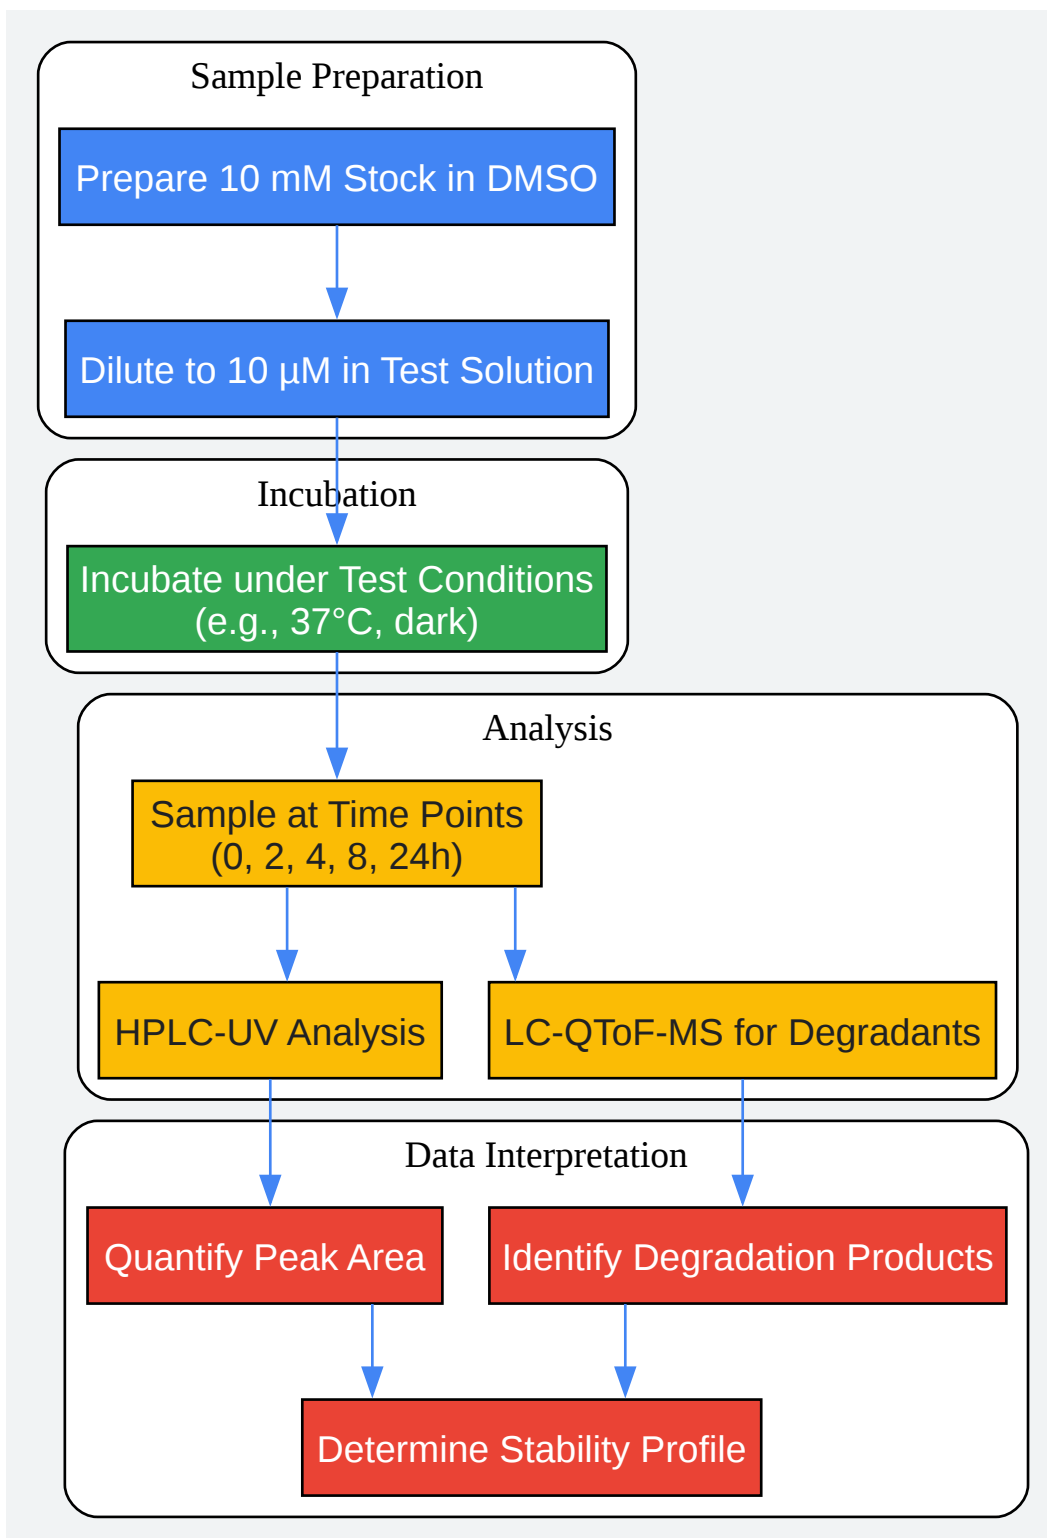 Sample Preparation
Prepare 10 mM Stock in DMSO
Dilute to 10 µM in Test Solution
Incubation
Incubate under Test Conditions
(e.g., 37°C, dark)
Analysis
Sample at Time Points
(0, 2, 4, 8, 24h)
HPLC-UV Analysis
LC-QToF-MS for Degradants
Data Interpretation
Quantify Peak Area
Identify Degradation Products
Determine Stability Profile